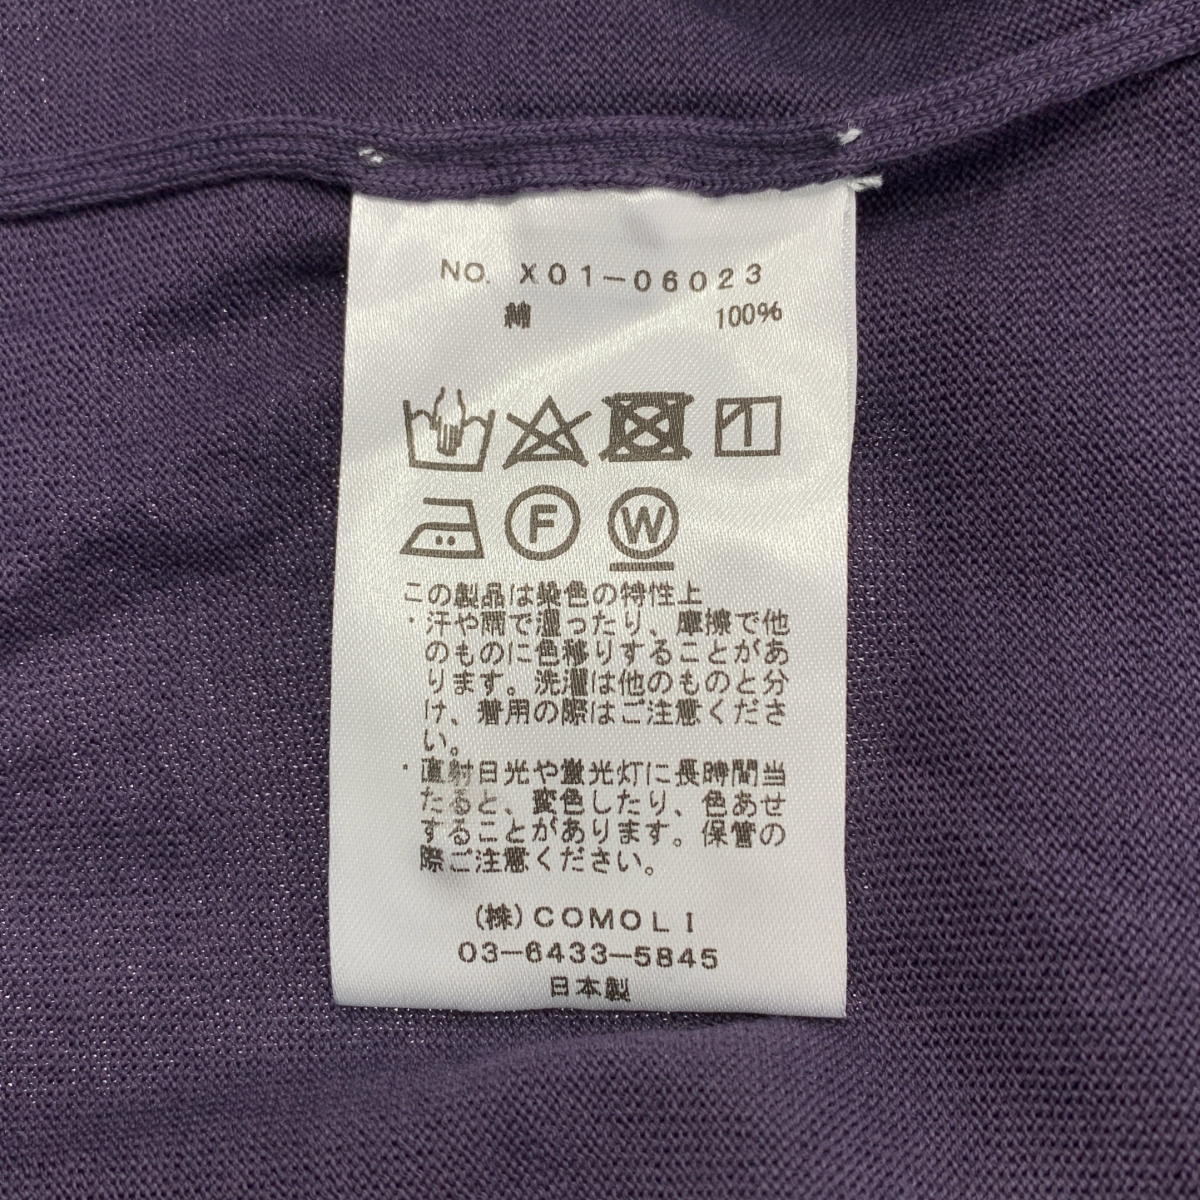 NO. X01-06023
綿 100%
F W
この製品は染色の特性上
・汗や雨で湿ったり、摩擦で他
のものに色移りすることがあ
ります。洗濯は他のものと分
け、着用の際はご注意くださ
い。
・直射日光や蛍光灯に長時間当
たると、変色したり、色あせ
することがあります。保管の
際ご注意ください。
(株)COMOLI
03-6433-5845
日本製